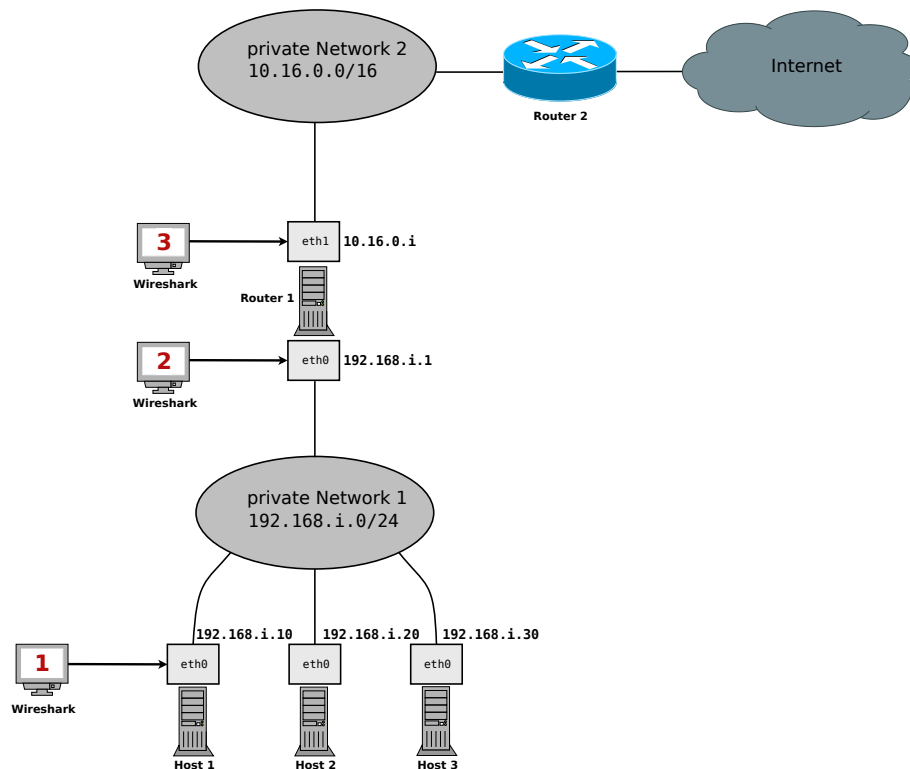 private Network 2
10.16.0.0/16
Internet
Router 2
3
Wireshark
eth1
10.16.0.i
Router 1
2
Wireshark
eth0
192.168.i.1
private Network 1
192.168.i.0/24
192.168.i.10
192.168.i.20
192.168.i.30
1
Wireshark
eth0
eth0
eth0
Host 1
Host 2
Host 3